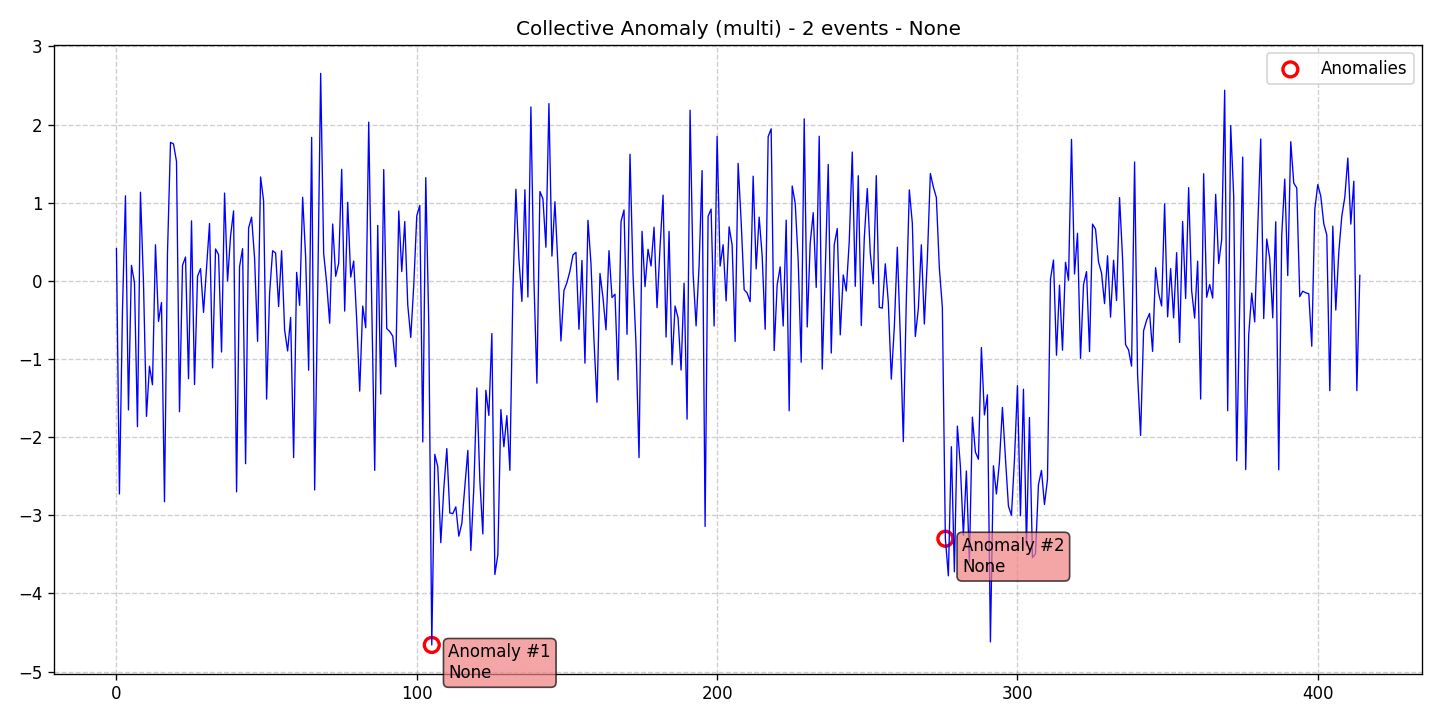 Collective Anomaly (multi) - 2 events - None
Anomalies
3
2
1
0
−1
−2
−3
−4
−5
Anomaly #1
None
Anomaly #2
None
0
100
200
300
400